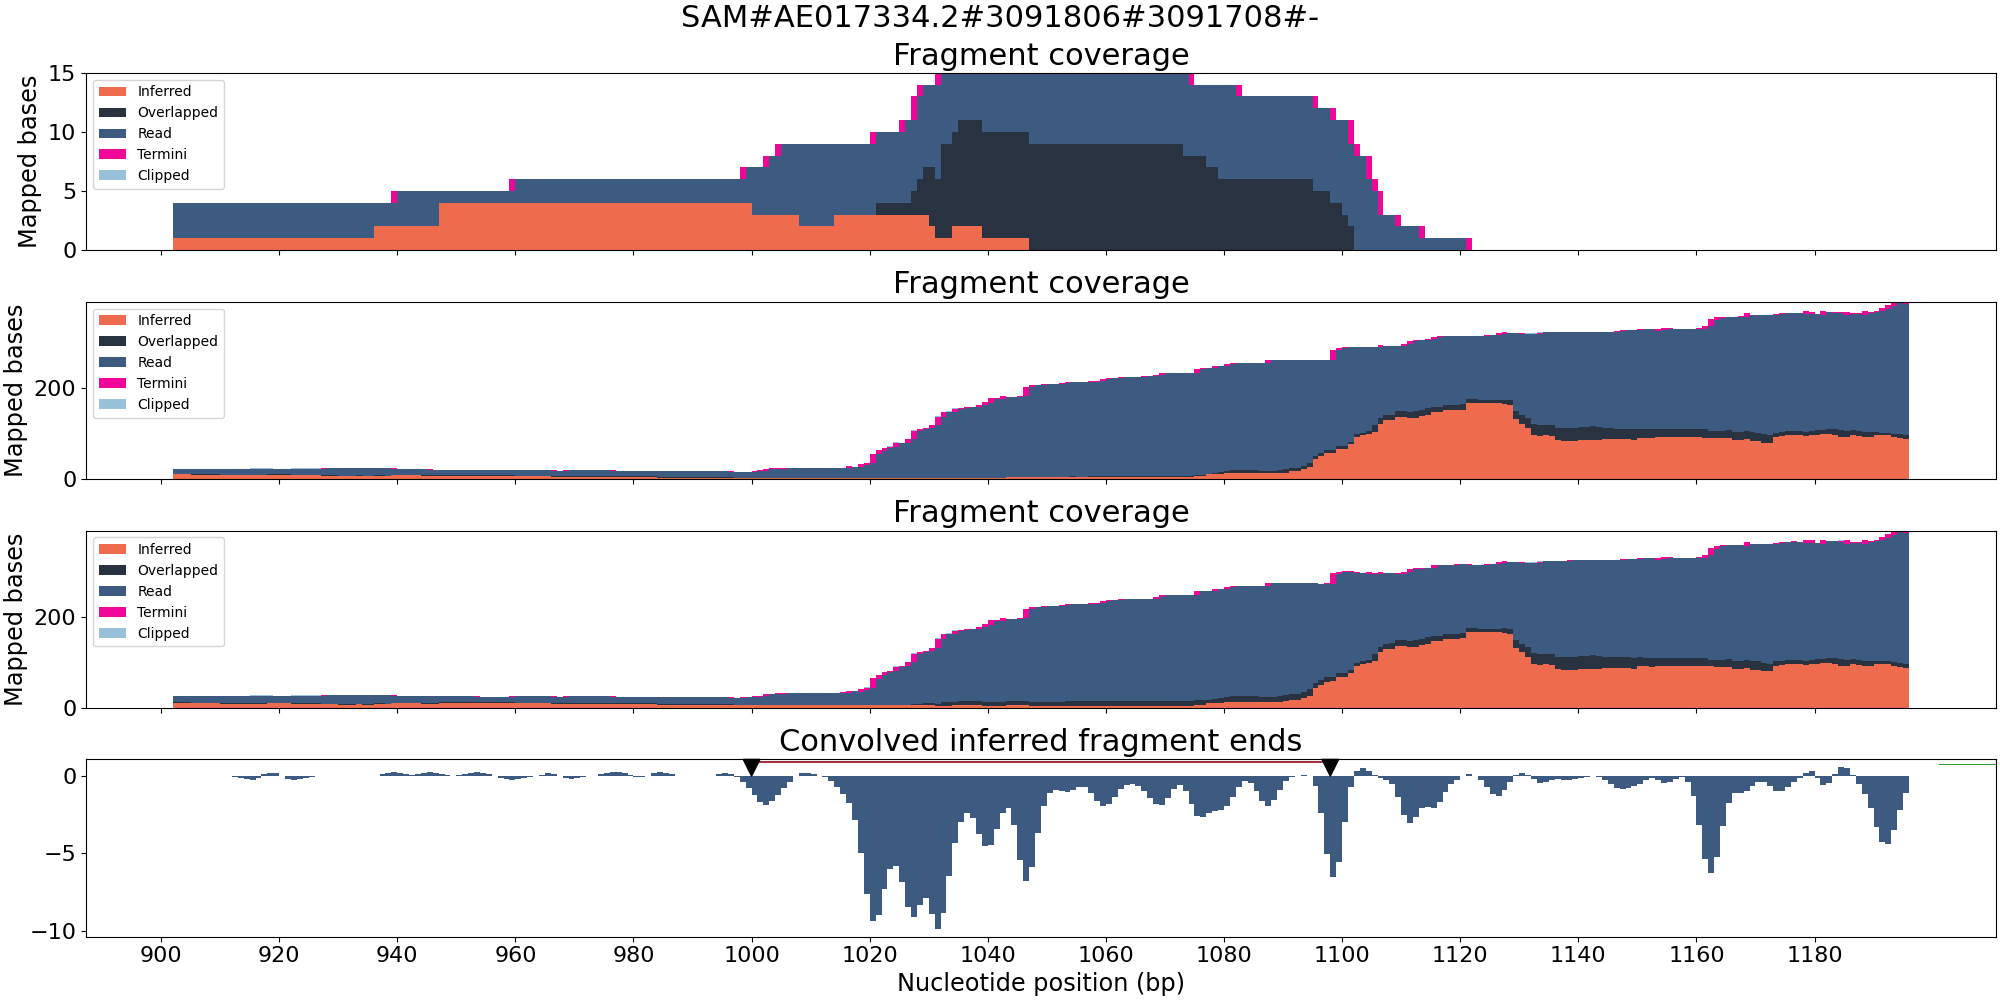 SAM#AE017334.2#3091806#3091708#-
Fragment coverage
Mapped bases
15
10
5
0
Inferred
Overlapped
Read
Termini
Clipped
Fragment coverage
Mapped bases
200
0
Inferred
Overlapped
Read
Termini
Clipped
Fragment coverage
Mapped bases
200
0
Inferred
Overlapped
Read
Termini
Clipped
Convolved inferred fragment ends
0
−5
−10
900 920 940 960 980 1000 1020 1040 1060 1080 1100 1120 1140 1160 1180
Nucleotide position (bp)